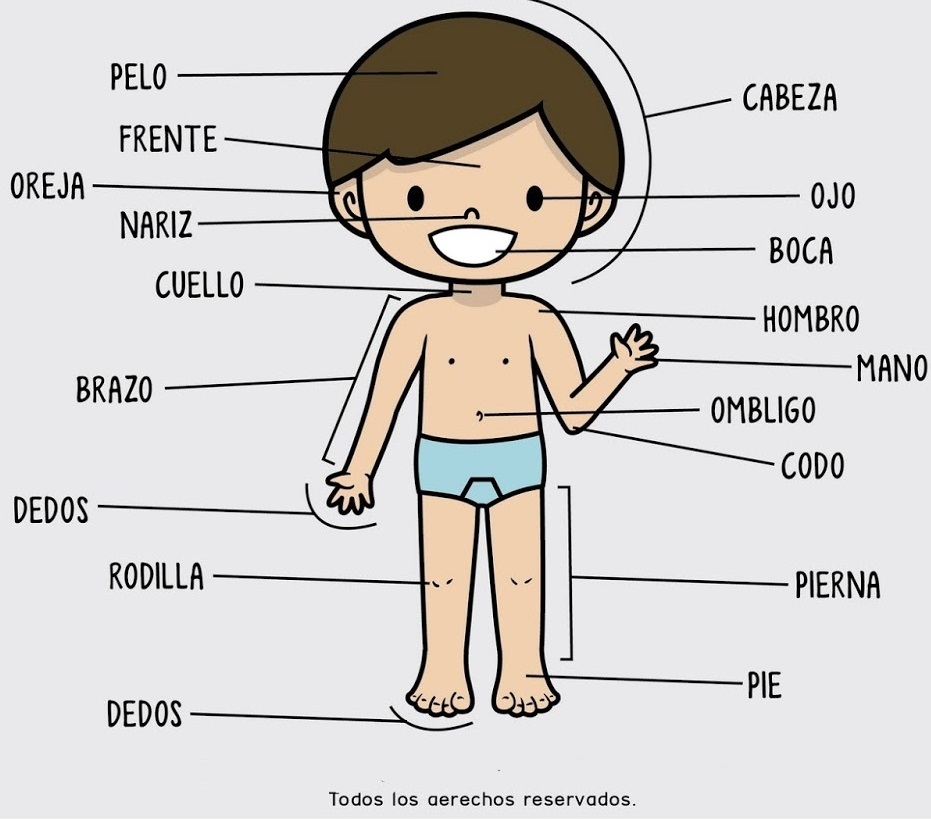 PELO
CABEZA
FRENTE
OREJA
OJO
NARIZ
BOCA
CUELLO
HOMBRO
MANO
BRAZO
OMBLIGO
CODO
DEDOS
RODILLA
PIERNA
PIE
DEDOS
Todos los aerechos reservados.